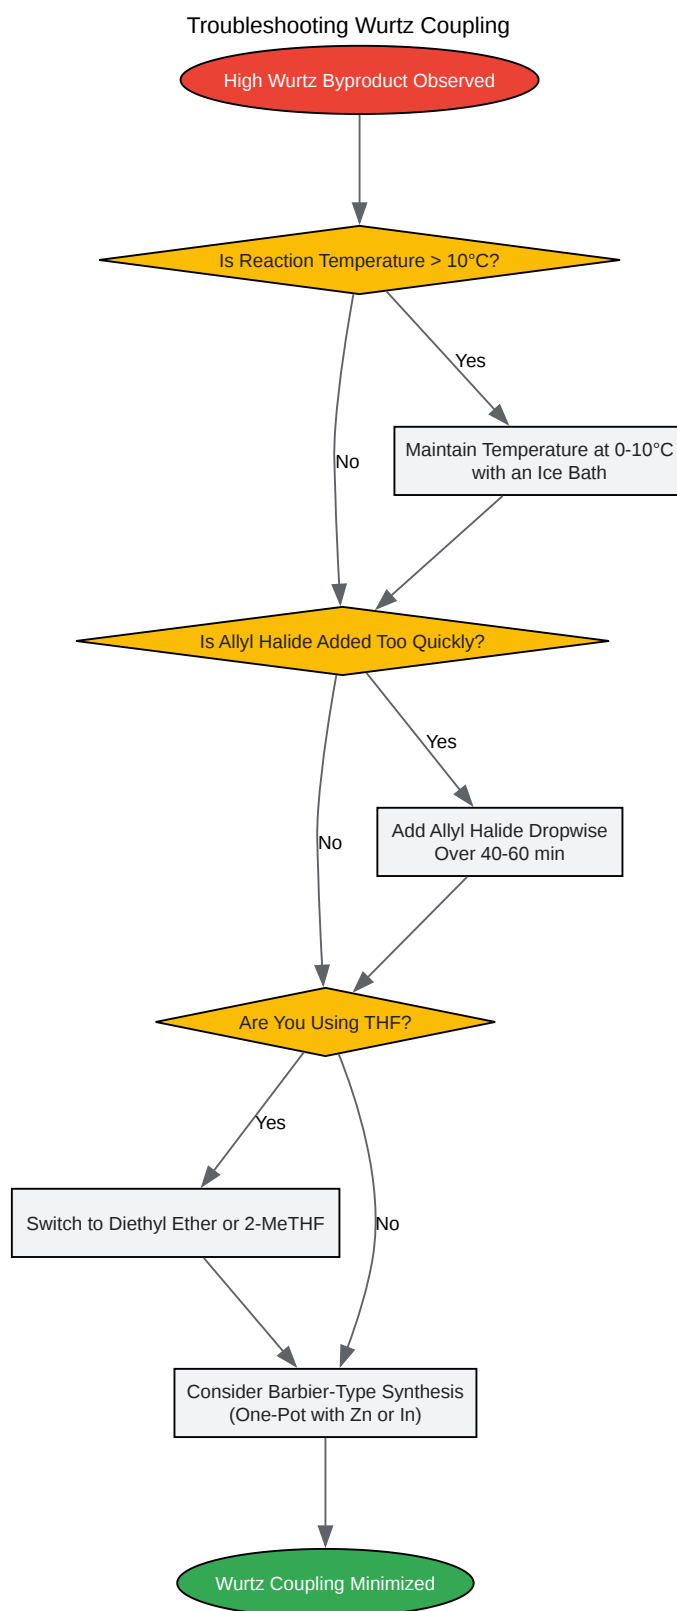 Troubleshooting Wurtz Coupling
High Wurtz Byproduct Observed
Is Reaction Temperature > 10°C?
Yes
Maintain Temperature at 0-10°C
with an Ice Bath
No
Is Allyl Halide Added Too Quickly?
Yes
Add Allyl Halide Dropwise
Over 40-60 min
No
Are You Using THF?
Yes
Switch to Diethyl Ether or 2-MeTHF
No
Consider Barbier-Type Synthesis
(One-Pot with Zn or In)
Wurtz Coupling Minimized